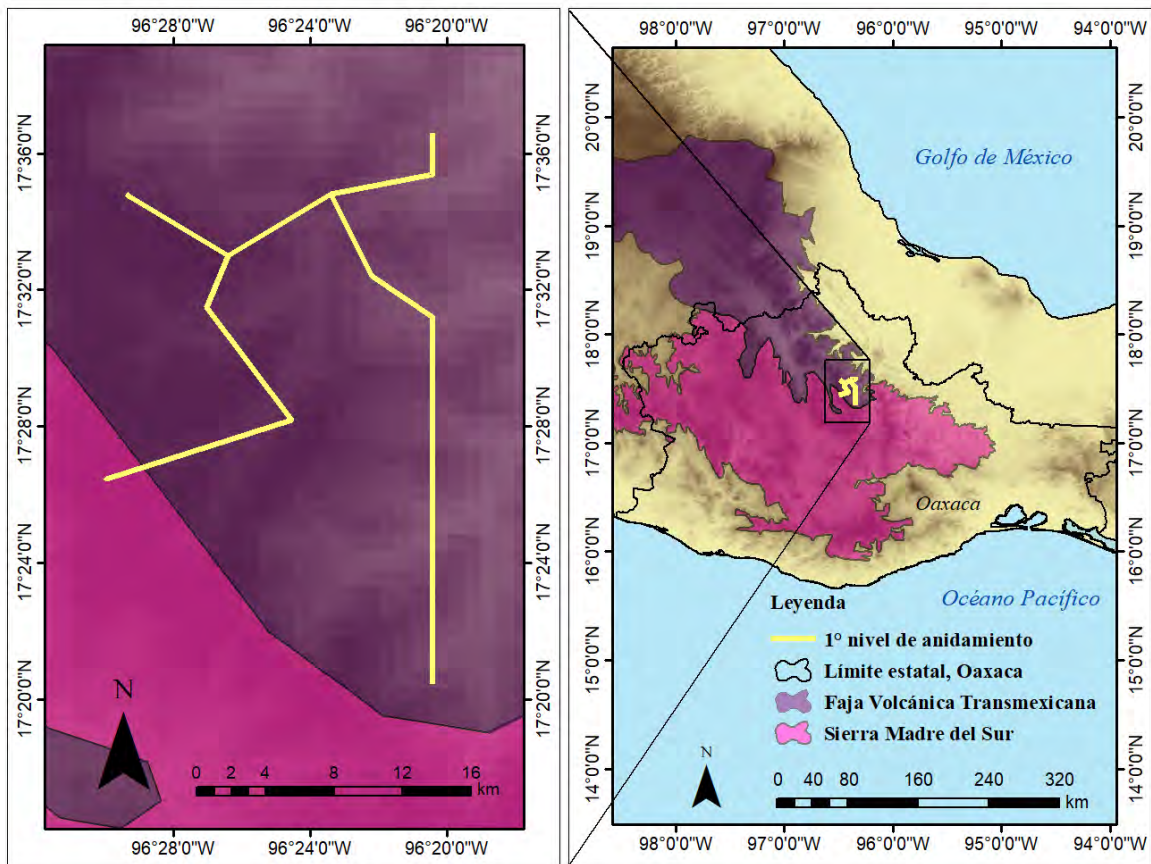 96°28'0"W 96°24'0"W 96°20'0"W
17°36'0"N 17°36'0"N
17°32'0"N 17°32'0"N
17°28'0"N 17°28'0"N
17°24'0"N 17°24'0"N
17°20'0"N 17°20'0"N
N
0 2 4 8 12 16
km
96°28'0"W 96°24'0"W 96°20'0"W
98°0'0"W 97°0'0"W 96°0'0"W 95°0'0"W 94°0'0"W
20°0'0"N 20°0'0"N
Golfo de México
19°0'0"N 19°0'0"N
18°0'0"N 18°0'0"N
17°0'0"N 17°0'0"N
Oaxaca
16°0'0"N 16°0'0"N
Océano Pacífico
Leyenda
1° nivel de anidamiento
Límite estatal, Oaxaca
15°0'0"N 15°0'0"N
Faja Volcánica Transmexicana
Sierra Madre del Sur
14°0'0"N 14°0'0"N
N
0 40 80 160 240 320
km
98°0'0"W 97°0'0"W 96°0'0"W 95°0'0"W 94°0'0"W